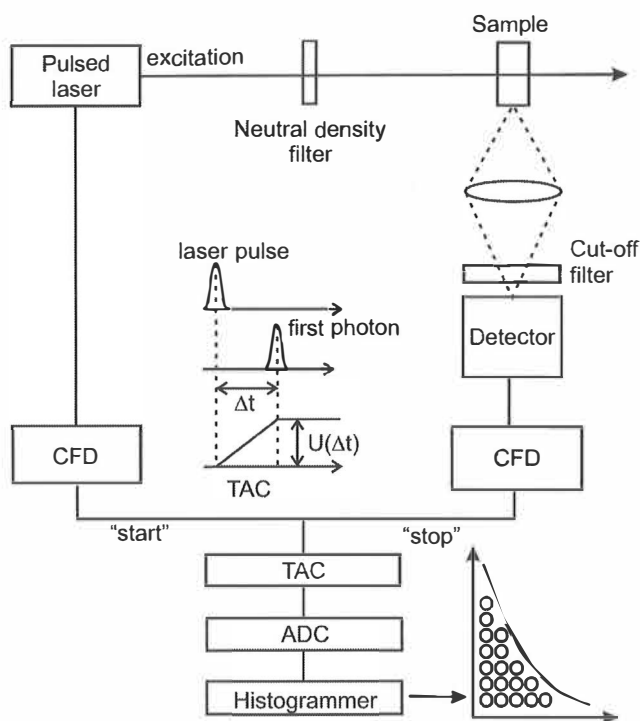 Sample
Pulsed
laser
excitation
Neutral density
filter
Cut-off
filter
Detector
laser pulse
first photon
Δt
U(Δt)
TAC
CFD
CFD
“start”
“stop”
TAC
ADC
Histogrammer